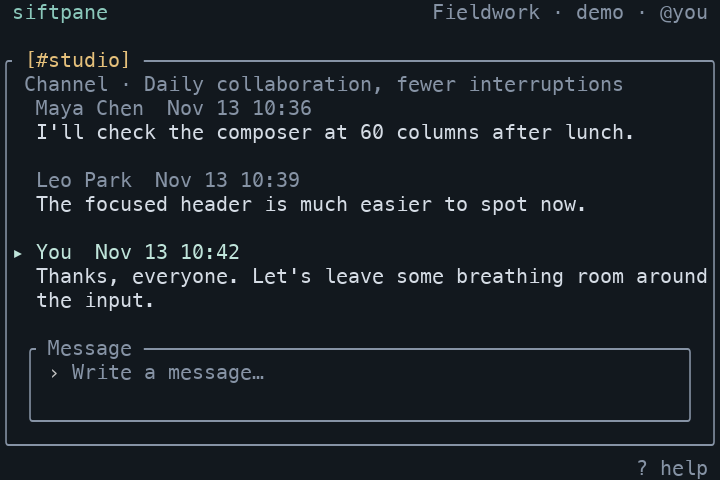 siftpane Fieldwork · demo · @you
[#studio]
Channel · Daily collaboration, fewer interruptions
Maya Chen Nov 13 10:36
I'll check the composer at 60 columns after lunch.
Leo Park Nov 13 10:39
The focused header is much easier to spot now.
▸ You Nov 13 10:42
Thanks, everyone. Let's leave some breathing room around
the input.
Message
› Write a message…
? help